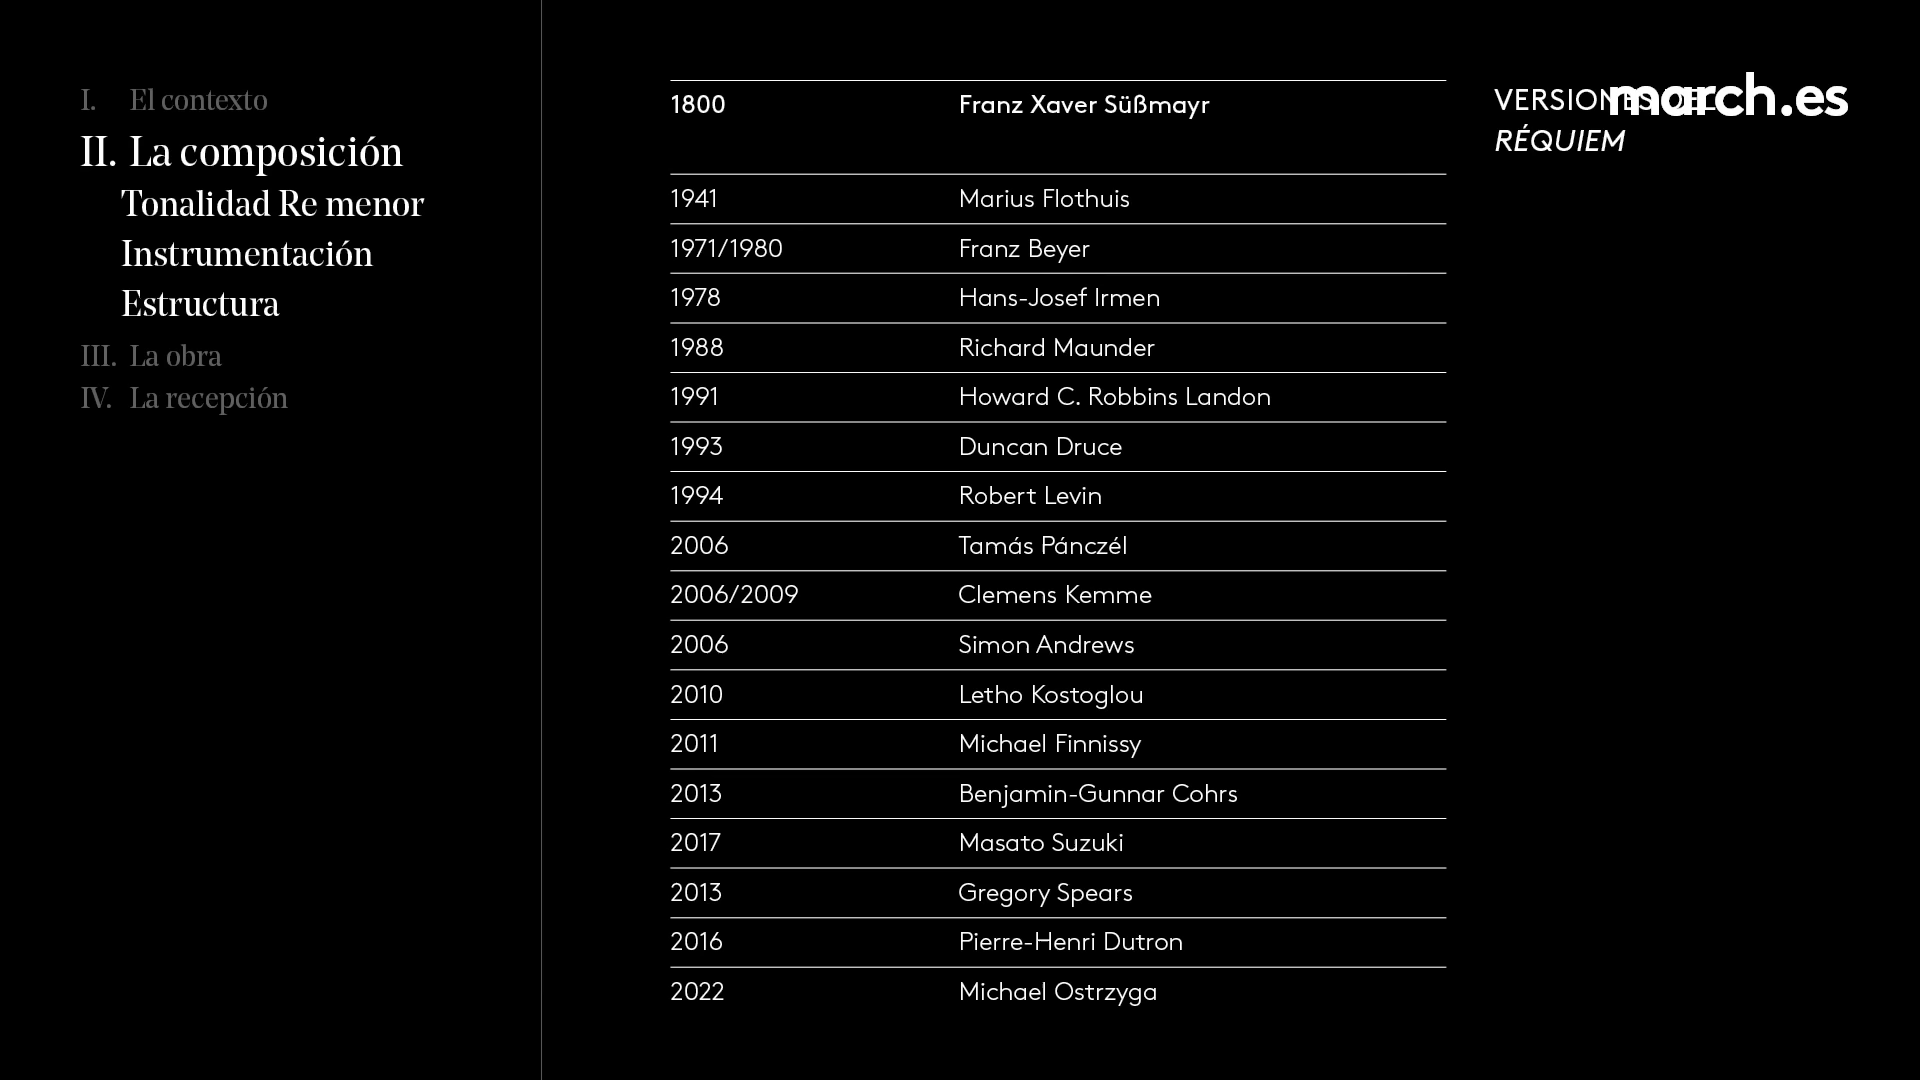 I. El contexto
II. La composición
Tonalidad Re menor
Instrumentación
Estructura
III. La obra
IV. La recepción
1800 Franz Xaver Süßmayr
1941 Marius Flothuis
1971/1980 Franz Beyer
1978 Hans-Josef Irmen
1988 Richard Maunder
1991 Howard C. Robbins Landon
1993 Duncan Druce
1994 Robert Levin
2006 Tamás Pánczél
2006/2009 Clemens Kemme
2006 Simon Andrews
2010 Letho Kostoglou
2011 Michael Finnissy
2013 Benjamin-Gunnar Cohrs
2017 Masato Suzuki
2013 Gregory Spears
2016 Pierre-Henri Dutron
2022 Michael Ostrzyga
VERSIONES DEL
RÉQUIEM
march.es